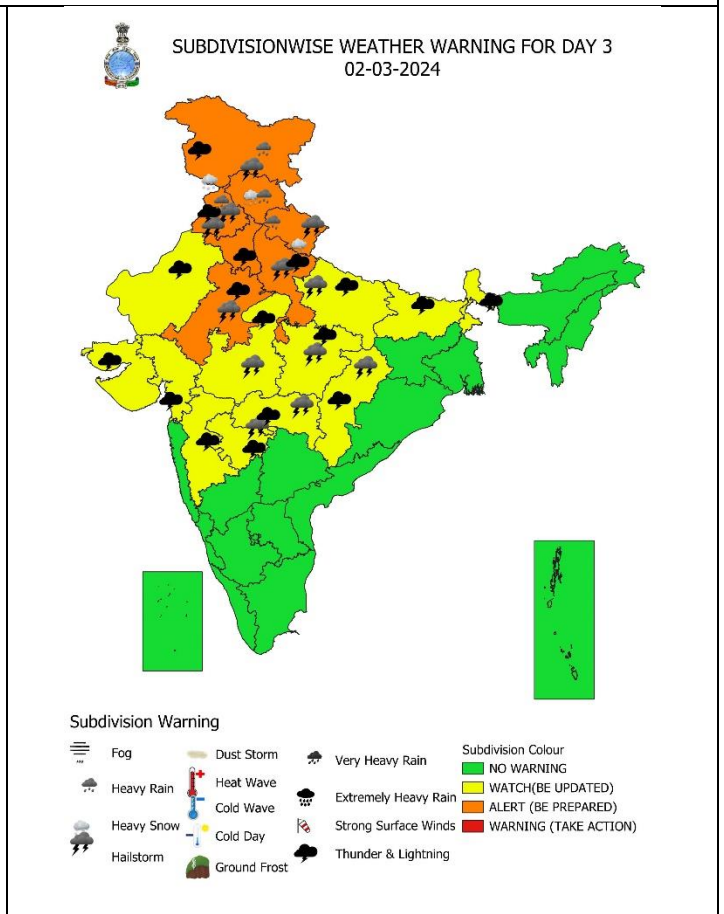 SUBDIVISIONWISE WEATHER WARNING FOR DAY 3
02-03-2024
Subdivision Warning
Fog
Heavy Rain
Heavy Snow
Hailstorm
Dust Storm
Heat Wave
Cold Wave
Cold Day
Ground Frost
Very Heavy Rain
Extremely Heavy Rain
Strong Surface Winds
Thunder & Lightning
Subdivision Colour
NO WARNING
WATCH(BE UPDATED)
ALERT (BE PREPARED)
WARNING (TAKE ACTION)